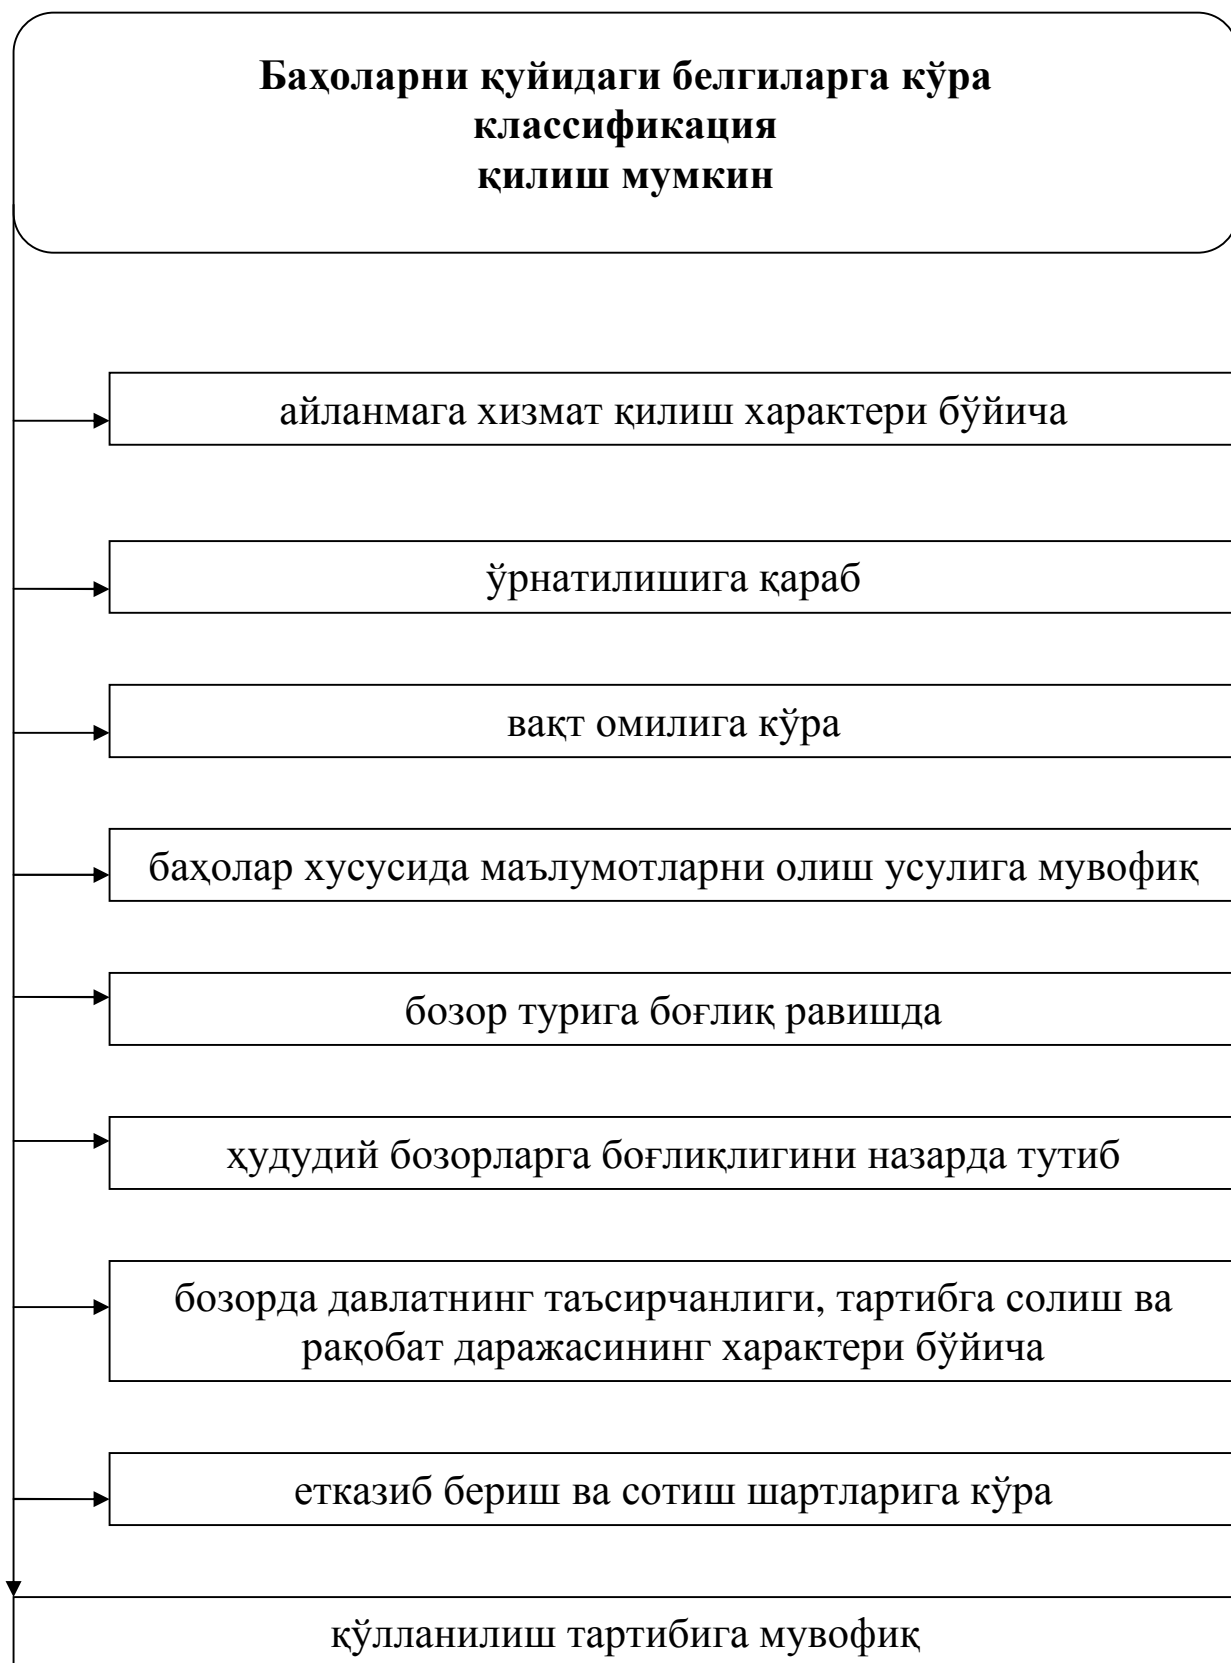 Баҳоларни қуйидаги белгиларга кўра
классификация
қилиш мумкин
айланмага хизмат қилиш характери бўйича
ўрнатилишига қараб
вақт омилига кўра
баҳолар хусусида маълумотларни олиш усулига мувофиқ
бозор турига боғлиқ равишда
ҳудудий бозорларга боғлиқлигини назарда тутиб
бозорда давлатнинг таъсирчанлиги, тартибга солиш ва
рақобат даражасининг характери бўйича
етказиб бериш ва сотиш шартларига кўра
қўлланилиш тартибига мувофиқ